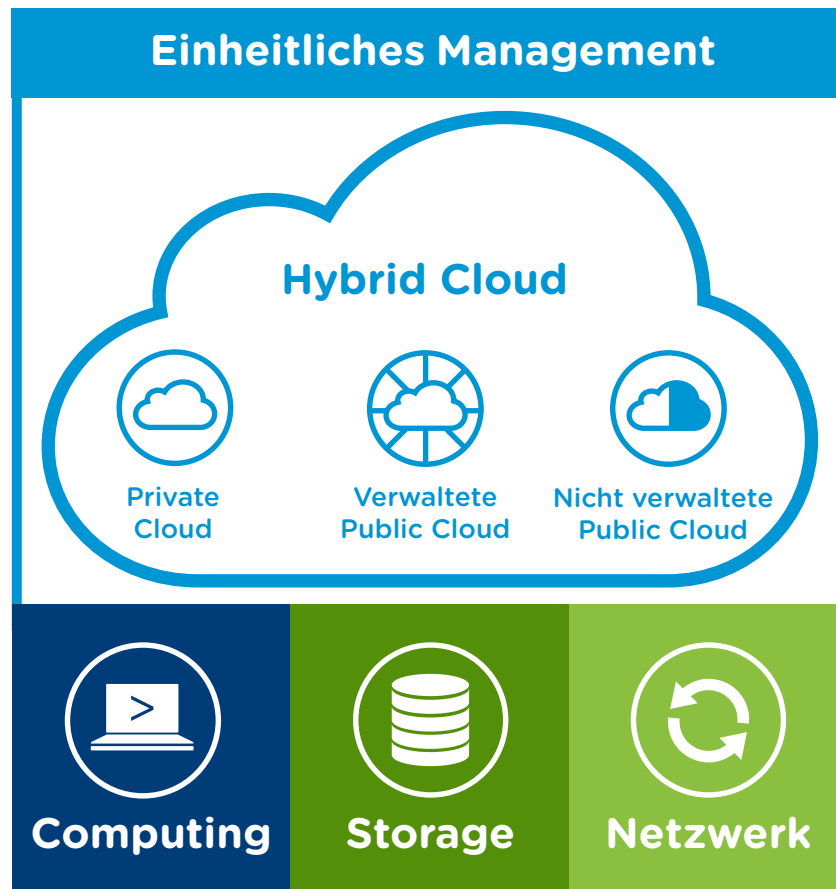 Einheitliches Management
Hybrid Cloud
Private
Cloud
Verwaltete
Public Cloud
Nicht verwaltete
Public Cloud
>
Computing
Storage
Netzwerk